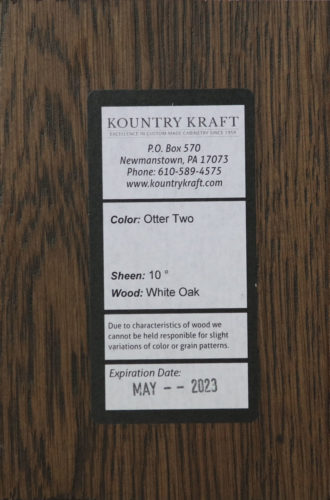 KOUNTRY KRAFT
EXCELLENCE IN CUSTOM MADE CABINETRY SINCE 1959
P.O. Box 570
Newmanstown, PA 17073
Phone: 610-589-4575
www.kountrykraft.com
Color: Otter Two
Sheen: 10 °
Wood: White Oak
Due to characteristics of wood we
cannot be held responsible for slight
variations of color or grain patterns.
Expiration Date:
MAY -- 2023